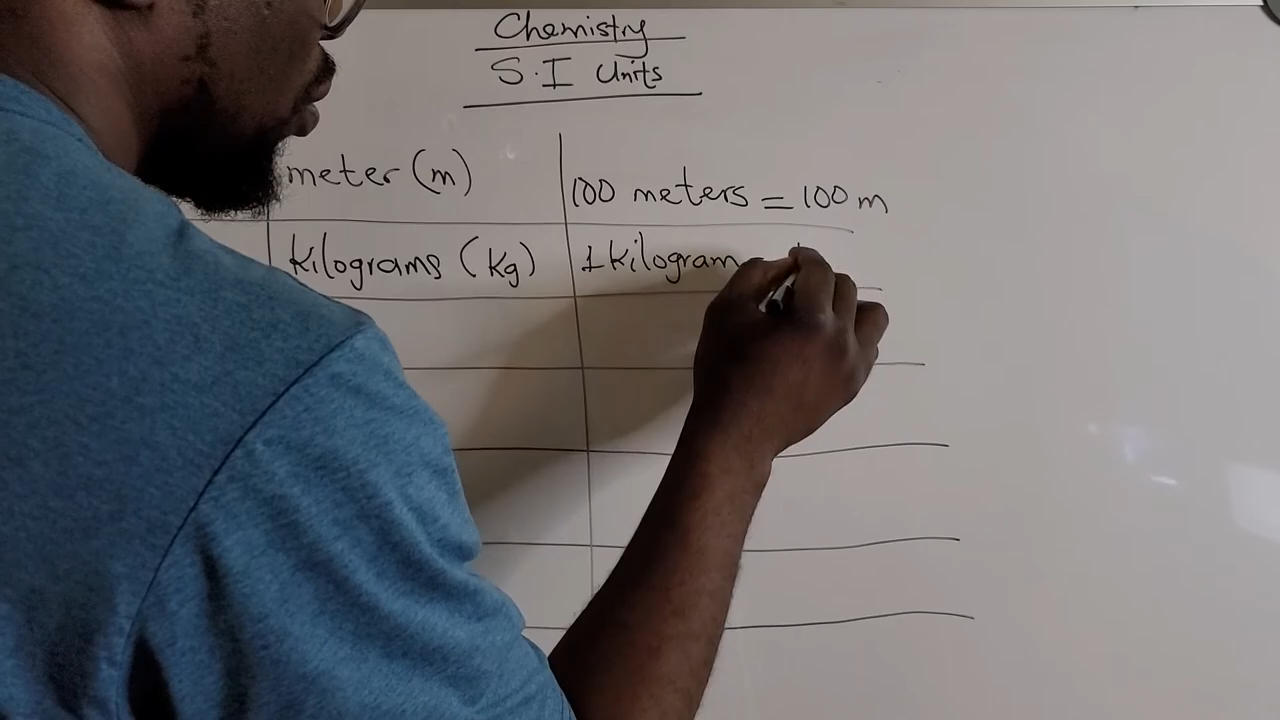 Chemistry
S.I Units
meter (m)
100 meters = 100 m
kilograms (Kg)
1 kilogram